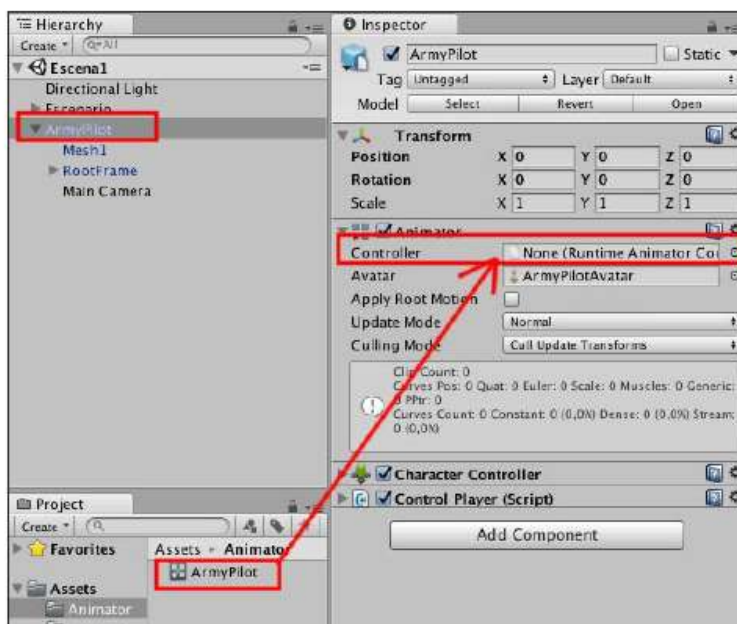 Hierarchy
Create
All
Escena1
Directional Light
Escenario
ArmyPilot
Mesh1
RootFrame
Main Camera
Inspector
ArmyPilot
Static
Tag Untagged Layer Default
Model Select Revert Open
Transform
Position X 0 Y 0 Z 0
Rotation X 0 Y 0 Z 0
Scale X 1 Y 1 Z 1
Animator
Controller None (Runtime Animator Co
Avatar ArmyPilotAvatar
Apply Root Motion
Update Mode Normal
Culling Mode Cull Update Transforms
Clip Count: 0
Curves Pos: 0 Quat: 0 Euler: 0 Scale: 0 Muscles: 0 Generic:
0 PPtr: 0
Curves Count: 0 Constant: 0 (0,0%) Dense: 0 (0,0%) Stream:
0 (0,0%)
Character Controller
Control Player (Script)
Add Component
Project
Create
Favorites
Assets
Animator
Assets Animator
ArmyPilot